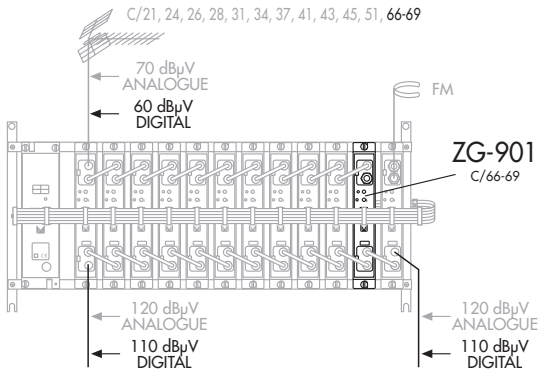 C/21, 24, 26, 28, 31, 34, 37, 41, 43, 45, 51, 66-69
70 dBµV
ANALOGUE
60 dBµV
DIGITAL
FM
ZG-901
C/66-69
120 dBµV
ANALOGUE
110 dBµV
DIGITAL
120 dBµV
ANALOGUE
110 dBµV
DIGITAL